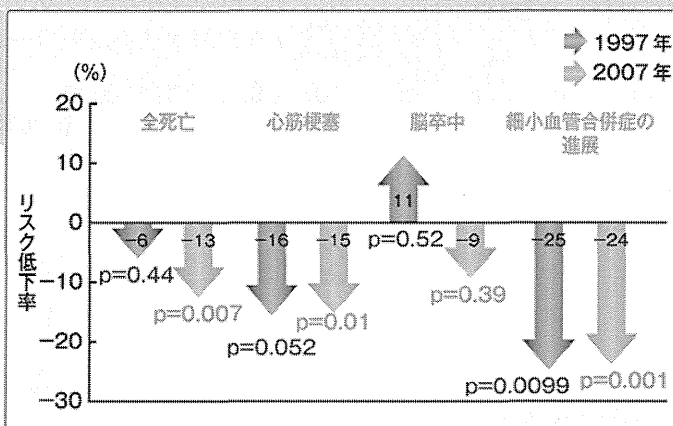 1997年
2007年
(%)
20
10
0
-10
-20
-30
リスク低下率
全死亡
心筋梗塞
脳卒中
細小血管合併症の
進展
-6
p=0.44
-13
p=0.007
-16
p=0.052
-15
p=0.01
11
p=0.52
-9
p=0.39
-25
p=0.0099
-24
p=0.001